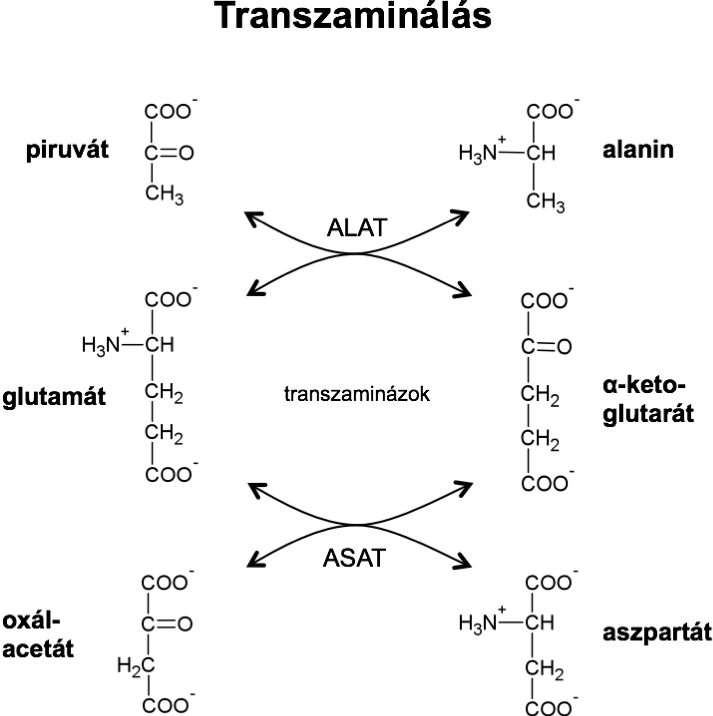 Transzaminálás
piruvát
COO-
C=O
CH3
COO-
H3N+—CH
CH3
alanin
ALAT
glutamát
COO-
H3N+—CH
CH2
CH2
COO-
transzaminázok
COO-
C=O
CH2
CH2
COO-
α-keto-
glutarát
ASAT
oxál-
acetát
COO-
C=O
H2C
COO-
COO-
H3N+—CH
CH2
COO-
aszpartát